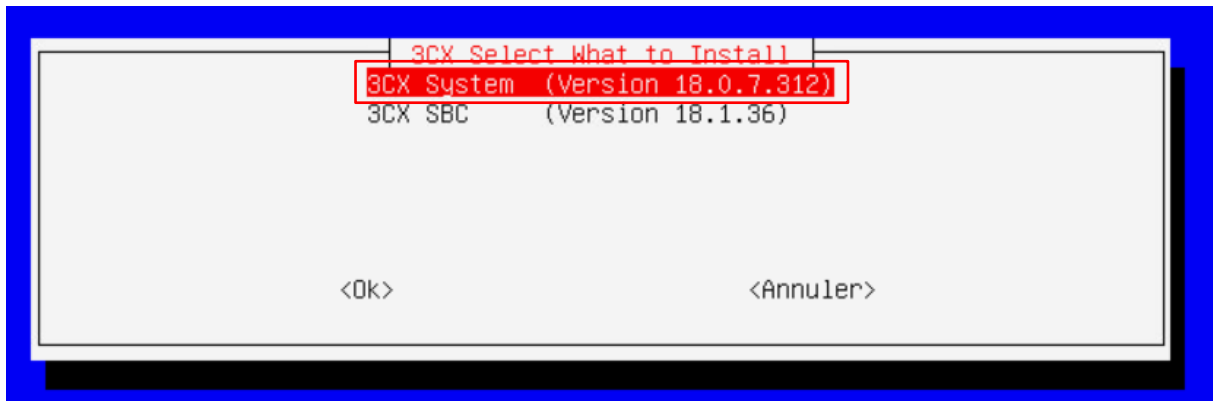 3CX Select What to Install
3CX System (Version 18.0.7.312)
3CX SBC (Version 18.1.36)
<Ok> <Annuler>